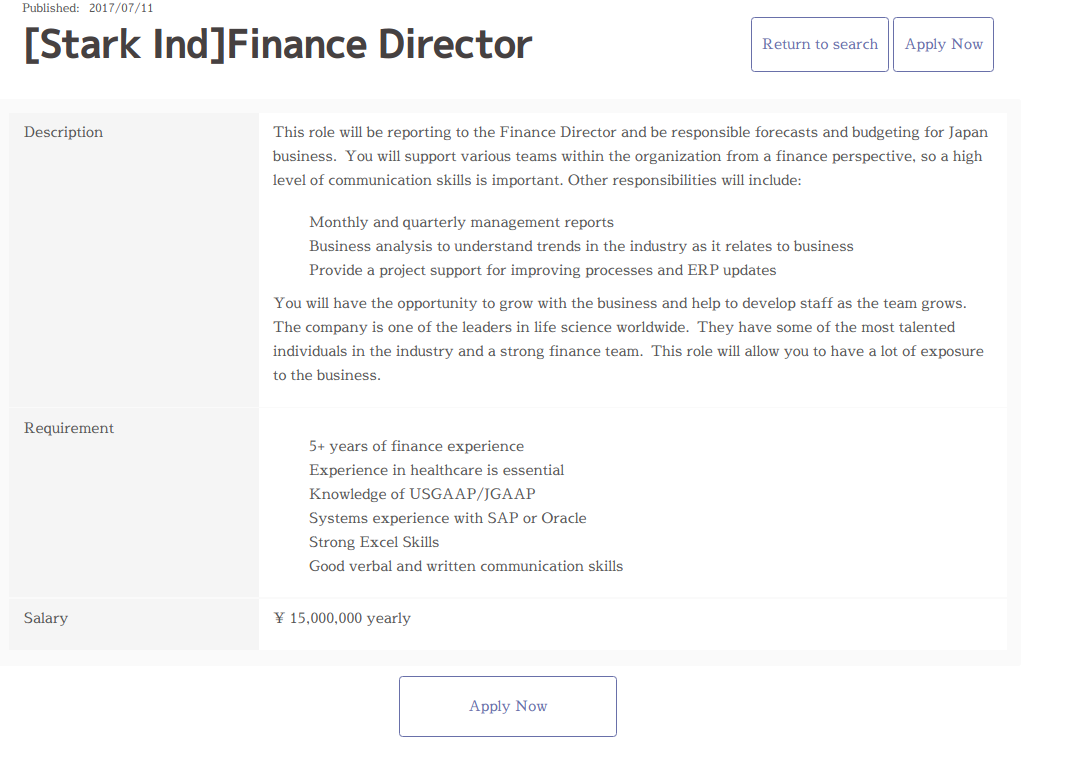 Published: 2017/07/11
[Stark Ind]Finance Director
Return to search
Apply Now
Description
This role will be reporting to the Finance Director and be responsible forecasts and budgeting for Japan
business. You will support various teams within the organization from a finance perspective, so a high
level of communication skills is important. Other responsibilities will include:
Monthly and quarterly management reports
Business analysis to understand trends in the industry as it relates to business
Provide a project support for improving processes and ERP updates
You will have the opportunity to grow with the business and help to develop staff as the team grows.
The company is one of the leaders in life science worldwide. They have some of the most talented
individuals in the industry and a strong finance team. This role will allow you to have a lot of exposure
to the business.
Requirement
5+ years of finance experience
Experience in healthcare is essential
Knowledge of USGAAP/JGAAP
Systems experience with SAP or Oracle
Strong Excel Skills
Good verbal and written communication skills
Salary
¥ 15,000,000 yearly
Apply Now